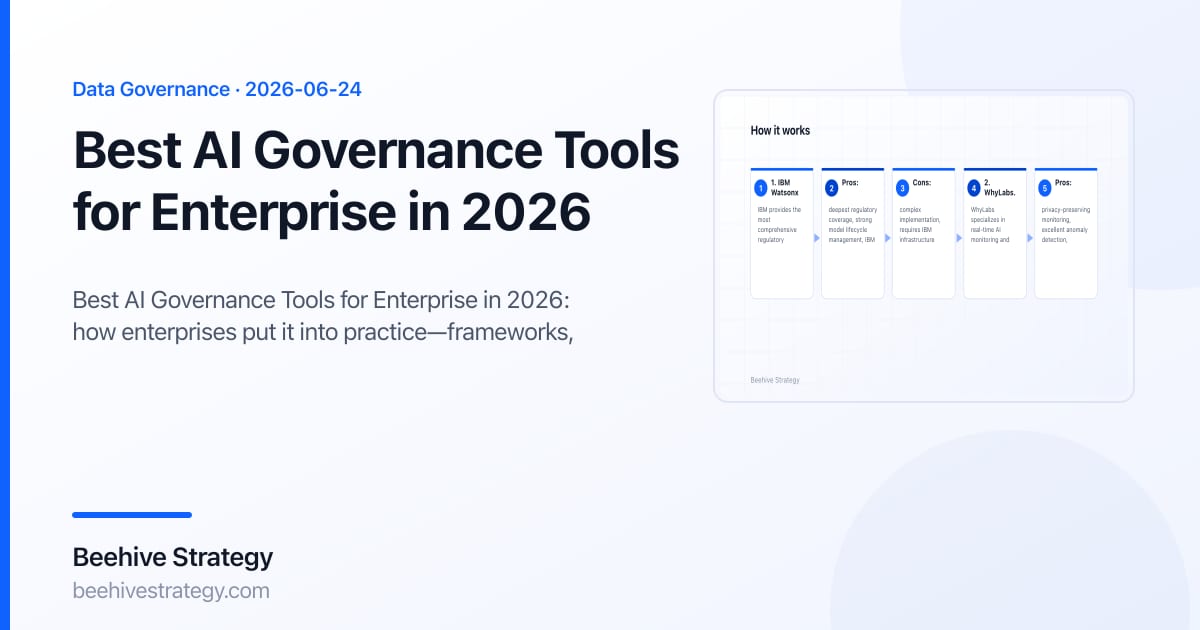 Data Governance · 2026-06-24
Best AI Governance Tools
for Enterprise in 2026
Best AI Governance Tools for Enterprise in 2026:
how enterprises put it into practice—frameworks,
Beehive Strategy
beehivestrategy.com
How it works
1
1. IBM
Watsonx
IBM provides the
most
comprehensive
regulatory
2
Pros:
deepest regulatory
coverage, strong
model lifecycle
management, IBM
3
Cons:
complex
implementation,
requires IBM
infrastructure
4
2.
WhyLabs.
WhyLabs
specializes in
real-time AI
monitoring and
5
Pros:
privacy-preserving
monitoring,
excellent anomaly
detection,
Beehive Strategy